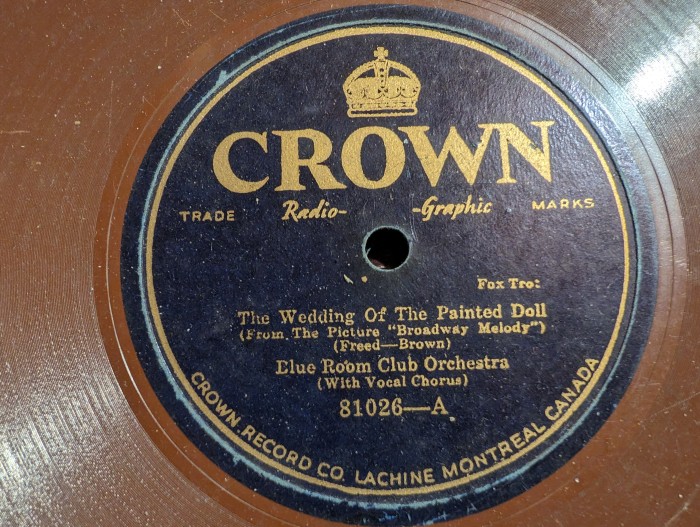 CROWN
TRADE Radio- -Graphic MARKS
Fox Trot
The Wedding Of The Painted Doll
(From The Picture "Broadway Melody")
(Freed—Brown)
Blue Room Club Orchestra
(With Vocal Chorus)
81026—A
CROWN RECORD CO. LACHINE MONTREAL CANADA